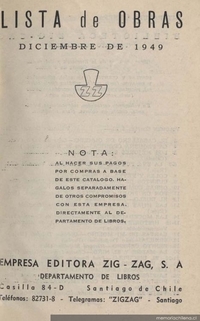 LISTA de OBRAS
DICIEMBRE DE 1949
NOTA:
AL HACER SUS PAGOS
POR COMPRAS A BASE
DE ESTE CATALOGO, HA-
GALOS SEPARADAMENTE
DE OTROS COMPROMISOS
CON ESTA EMPRESA,
DIRECTAMENTE AL DE-
PARTAMENTO DE LIBROS.
EMPRESA EDITORA ZIG - ZAG, S. A
DEPARTAMENTO DE LIBROS
Casilla 84-D Santiago de Chile
Teléfonos: 82731-8 - Telegramas: "ZIGZAG" - Santiago